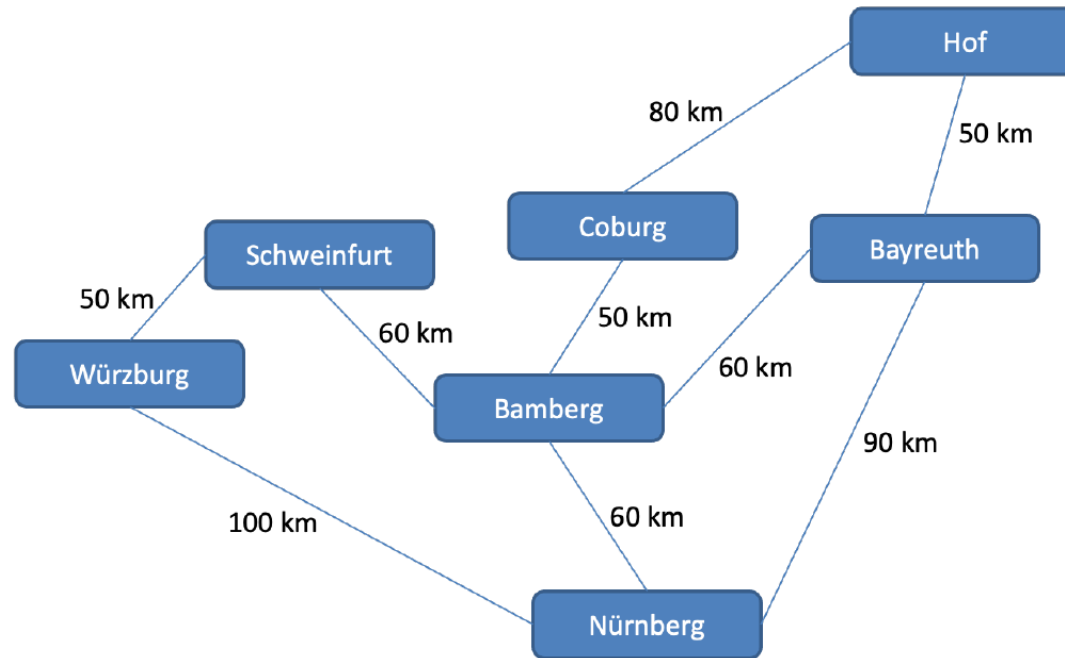 Hof
80 km
50 km
Coburg
Schweinfurt
Bayreuth
50 km
50 km
60 km
60 km
Würzburg
Bamberg
90 km
100 km
60 km
Nürnberg